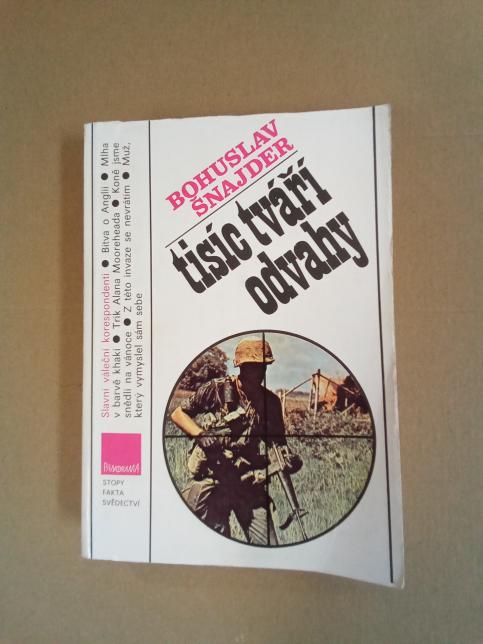 BOHUSLAV
ŠNAJDER
tisíc tváří
odvahy
Slavní váleční korespondenti ● Bitva o Anglii ● Mlha
v barvě khaki ● Trik Alana Mooreheada ● Koně jsme
snědli na vánoce ● Z této invaze se nevrátím ● Muž,
který vymyslel sám sebe
PANORAMA
STOPY
FAKTA
SVĚDECTVÍ